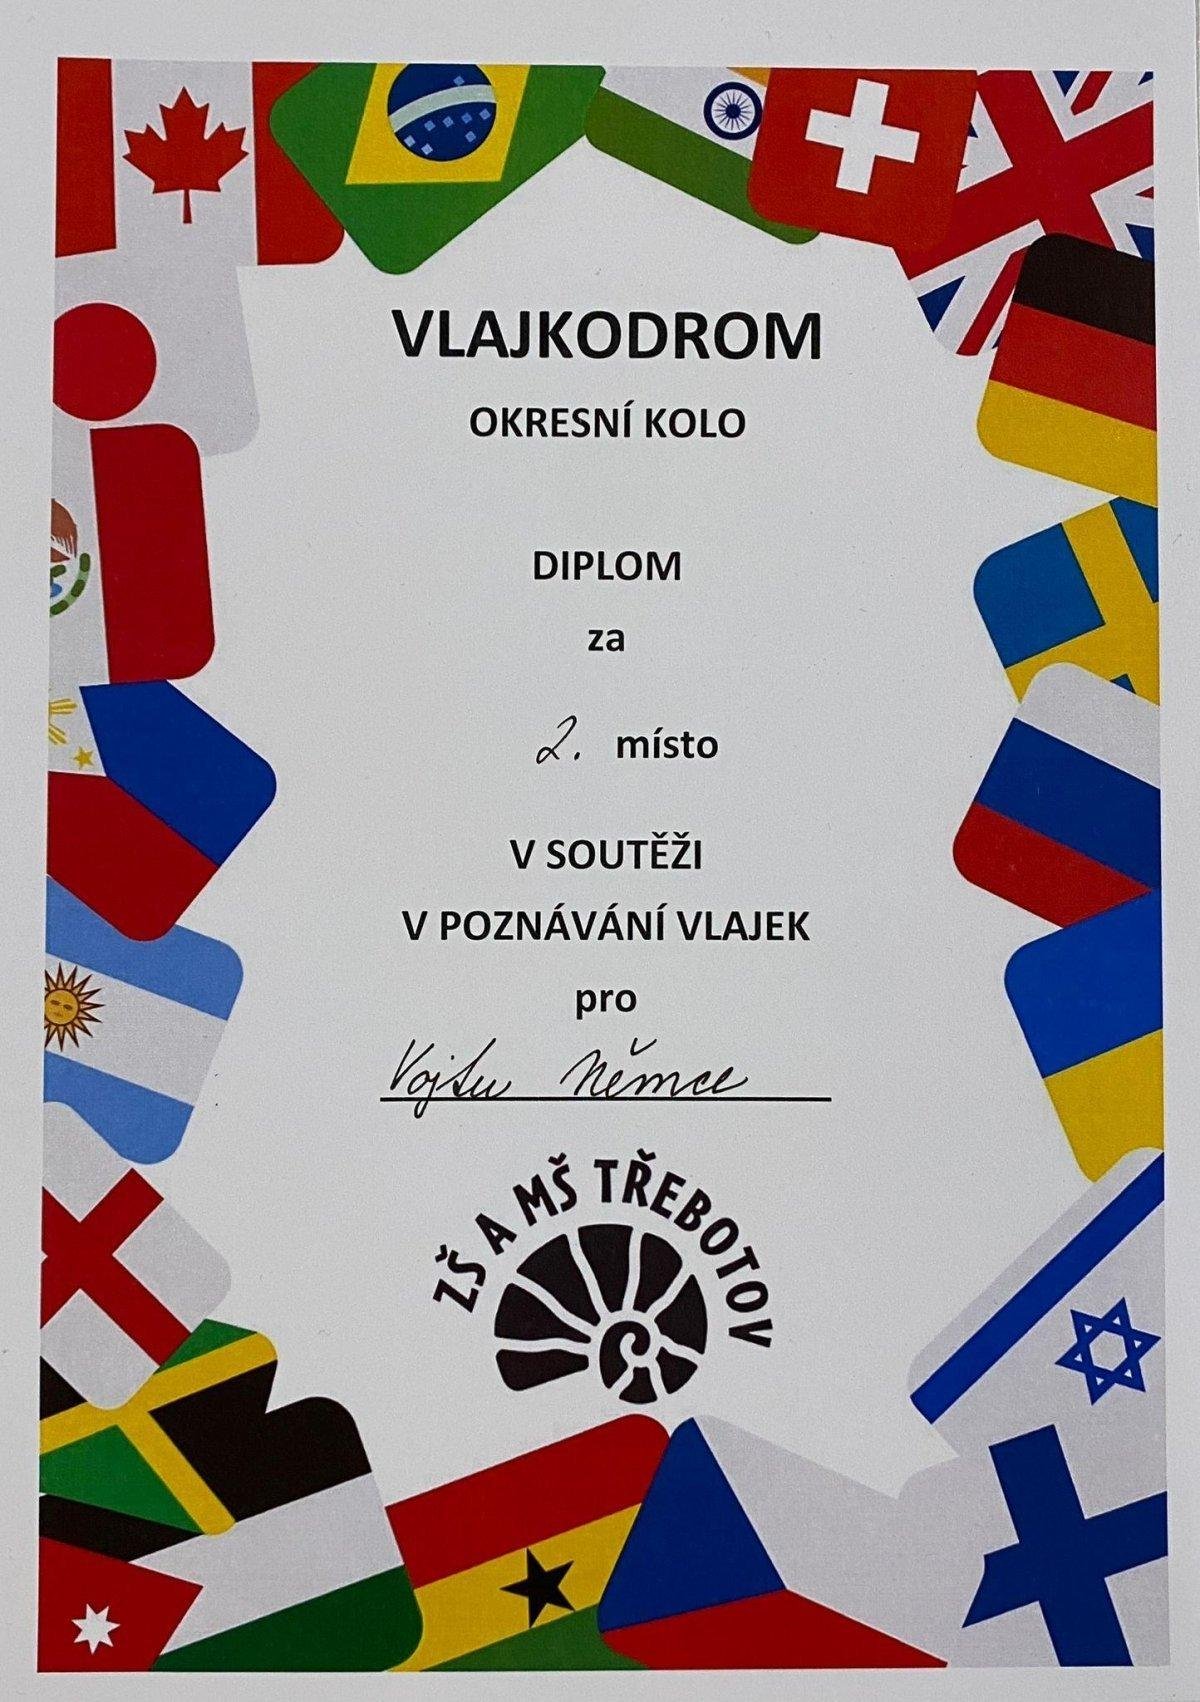 VLAJKODROM
OKRESNÍ KOLO
DIPLOM
za
2. místo
V SOUTĚŽI
V POZNÁVÁNÍ VLAJEK
pro
Vojtu Němce
ZŠ A MŠ TŘEBOTOV